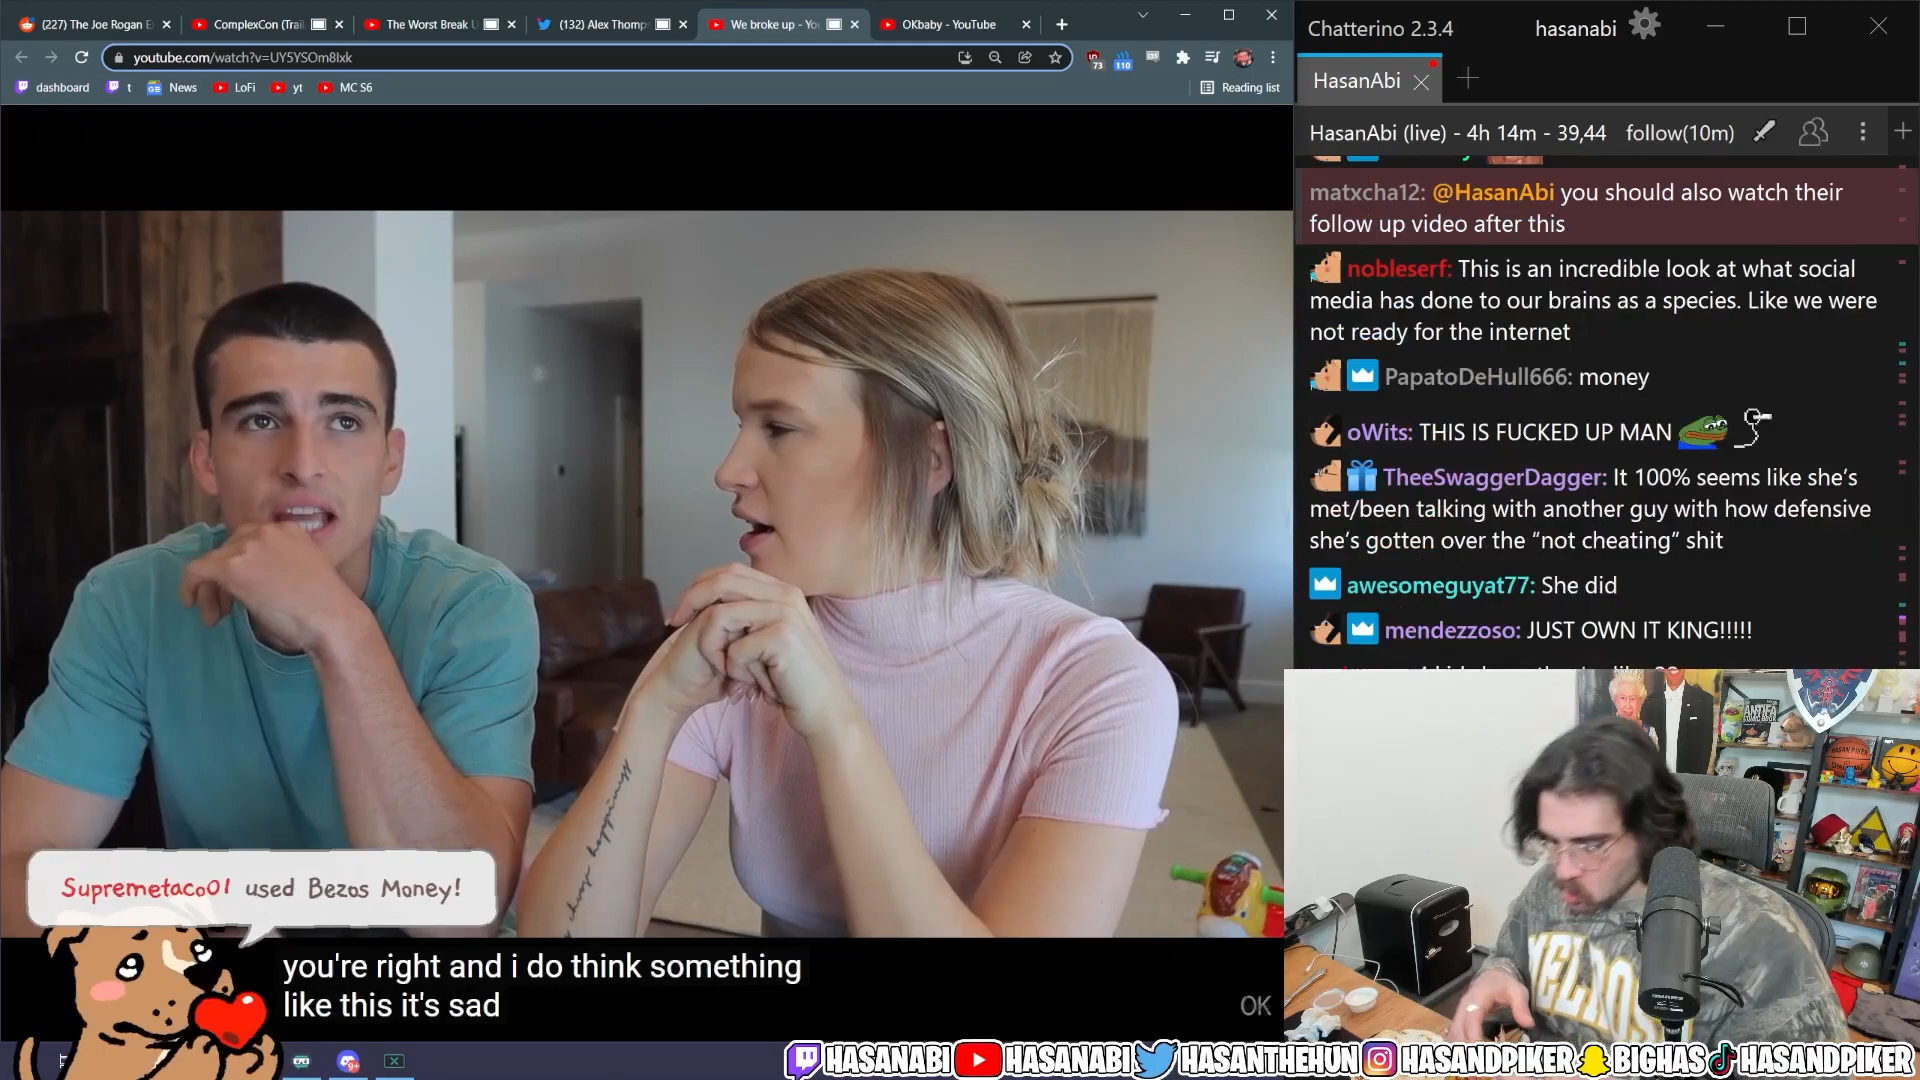 (227) The Joe Rogan E
ComplexCon (Trail
The Worst Break U
(132) Alex Thomp
We broke up - Yo
OKbaby - YouTube
youtube.com/watch?v=UY5YSOm8lxk
73
110
dashboard
t
News
LoFi
yt
MC S6
Reading list
Chatterino 2.3.4
hasanabi
HasanAbi
HasanAbi (live) - 4h 14m - 39,44
follow(10m)
matxcha12: @HasanAbi you should also watch their
follow up video after this
nobleserf: This is an incredible look at what social
media has done to our brains as a species. Like we were
not ready for the internet
PapatoDeHull666: money
oWits: THIS IS FUCKED UP MAN
TheeSwaggerDagger: It 100% seems like she's
met/been talking with another guy with how defensive
she's gotten over the “not cheating” shit
awesomeguyat77: She did
mendezzoso: JUST OWN IT KING!!!!!
Supremetaco01 used Bezos Money!
you're right and i do think something
like this it's sad
OK
ANTIFA
HASAN PIKER
HASANABI
HASANABI
HASANTHEHUN
HASANDPIKER
BIGHAS
HASANDPIKER